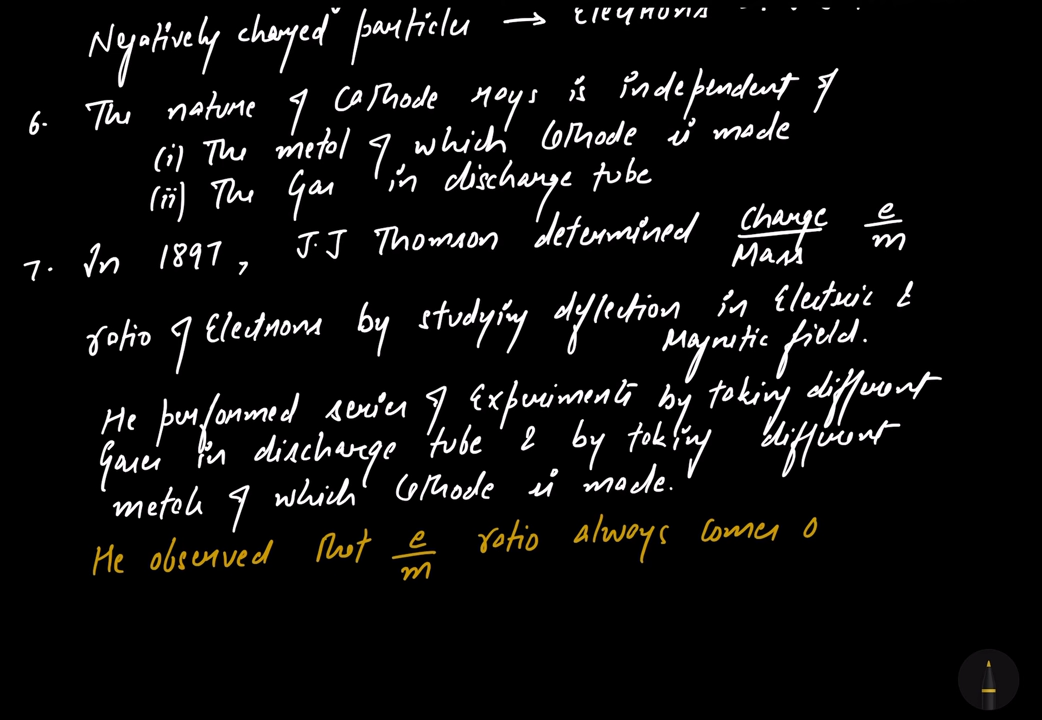 Negatively charged particles → Electrons
6. The nature of Cathode rays is independent of
(i) The metal of which Cathode is made
(ii) The Gas in discharge tube
7. In 1897, J.J Thomson determined Charge/Mass e/m
ratio of Electrons by studying deflection in Electric &
Magnetic field.
He performed series of Experiments by taking different
Gases in discharge tube & by taking different
metals of which Cathode is made.
He observed that e/m ratio always comes o